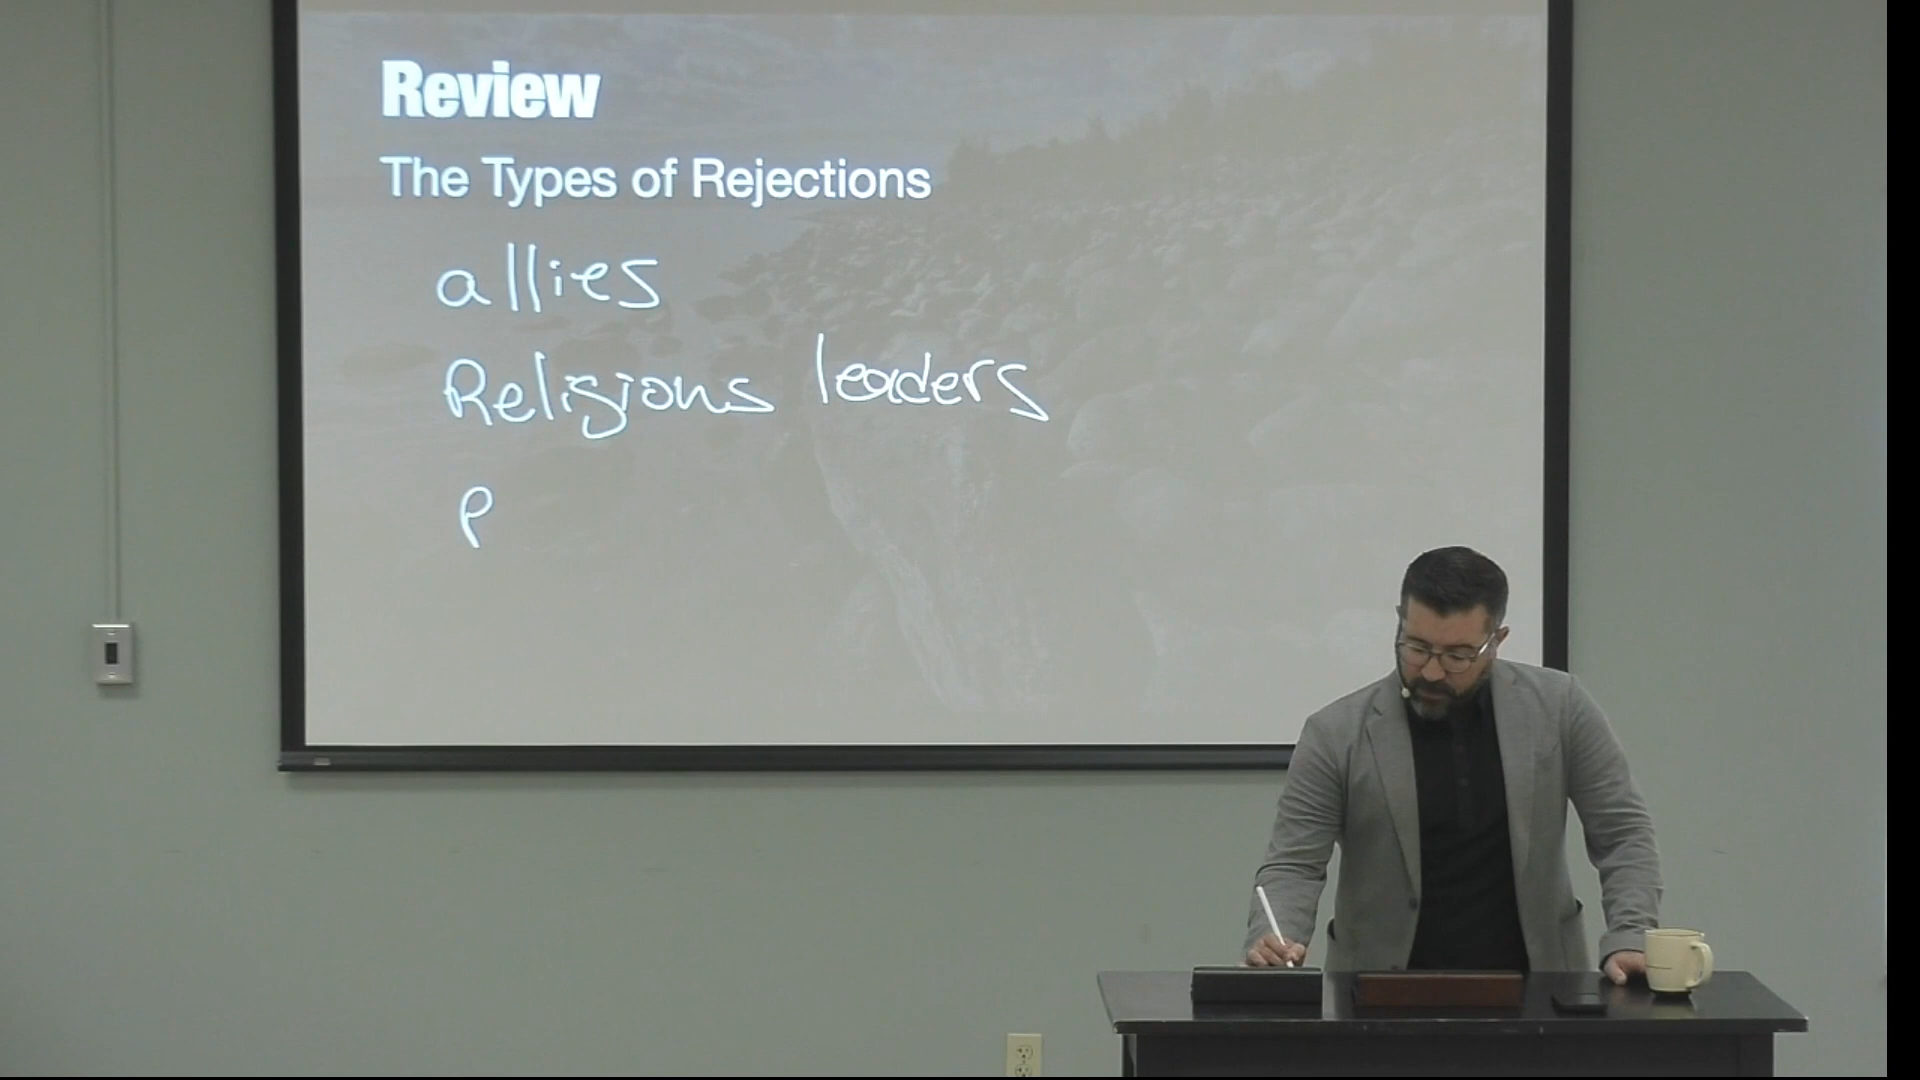 Review
The Types of Rejections
allies
Religions leaders
P